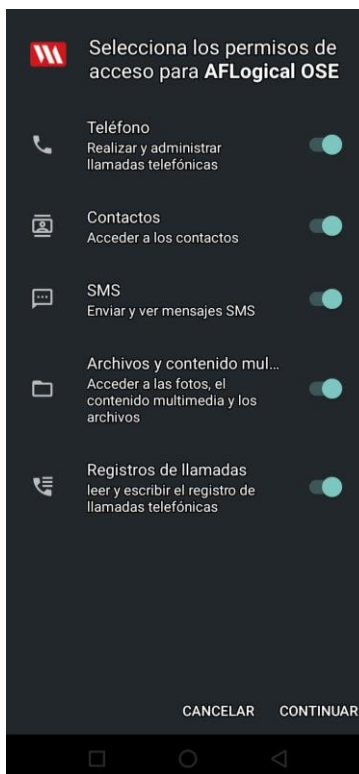 Selecciona los permisos de
acceso para AFLogical OSE
Teléfono
Realizar y administrar
llamadas telefónicas
Contactos
Acceder a los contactos
SMS
Enviar y ver mensajes SMS
Archivos y contenido mul...
Acceder a las fotos, el
contenido multimedia y los
archivos
Registros de llamadas
leer y escribir el registro de
llamadas telefónicas
CANCELAR CONTINUAR